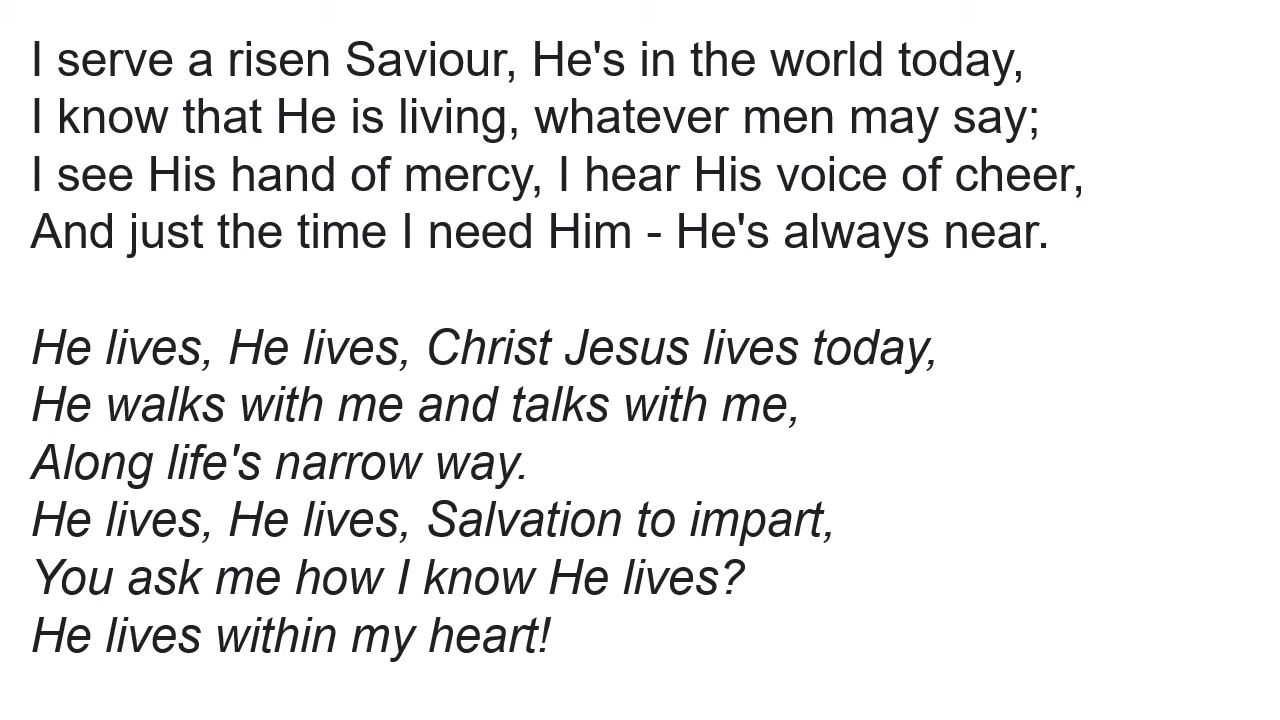 I serve a risen Saviour, He's in the world today,
I know that He is living, whatever men may say;
I see His hand of mercy, I hear His voice of cheer,
And just the time I need Him - He's always near.

He lives, He lives, Christ Jesus lives today,
He walks with me and talks with me,
Along life's narrow way.
He lives, He lives, Salvation to impart,
You ask me how I know He lives?
He lives within my heart!